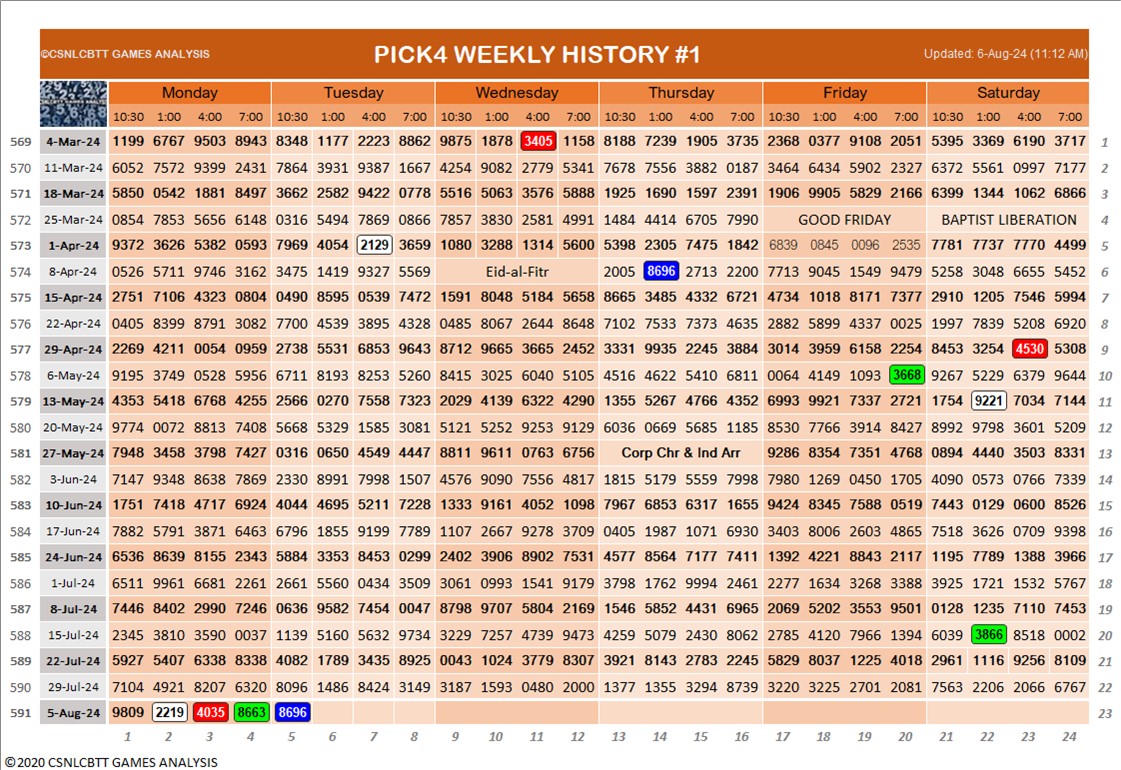 ©CSNLCBTT GAMES ANALYSIS PICK4 WEEKLY HISTORY #1 Updated: 6-Aug-24 (11:12 AM)
Monday Tuesday Wednesday Thursday Friday Saturday
10:30 1:00 4:00 7:00 10:30 1:00 4:00 7:00 10:30 1:00 4:00 7:00 10:30 1:00 4:00 7:00 10:30 1:00 4:00 7:00 10:30 1:00 4:00 7:00
569 4-Mar-24 1199 6767 9503 8943 8348 1177 2223 8862 9875 1878 3405 1158 8188 7239 1905 3735 2368 0377 9108 2051 5395 3369 6190 3717 1
570 11-Mar-24 6052 7572 9399 2431 7864 3931 9387 1667 4254 9082 2779 5341 7678 7556 3882 0187 3464 6434 5902 2327 6372 5561 0997 7177 2
571 18-Mar-24 5850 0542 1881 8497 3662 2582 9422 0778 5516 5063 3576 5888 1925 1690 1597 2391 1906 9905 5829 2166 6399 1344 1062 6866 3
572 25-Mar-24 0854 7853 5656 6148 0316 5494 7869 0866 7857 3830 2581 4991 1484 4414 6705 7990 GOOD FRIDAY BAPTIST LIBERATION 4
573 1-Apr-24 9372 3626 5382 0593 7969 4054 2129 3659 1080 3288 1314 5600 5398 2305 7475 1842 6839 0845 0096 2535 7781 7737 7770 4499 5
574 8-Apr-24 0526 5711 9746 3162 3475 1419 9327 5569 Eid-al-Fitr 2005 8696 2713 2200 7713 9045 1549 9479 5258 3048 6655 5452 6
575 15-Apr-24 2751 7106 4323 0804 0490 8595 0539 7472 1591 8048 5184 5658 8665 3485 4332 6721 4734 1018 8171 7377 2910 1205 7546 5994 7
576 22-Apr-24 0405 8399 8791 3082 7700 4539 3895 4328 0485 8067 2644 8648 7102 7533 7373 4635 2882 5899 4337 0025 1997 7839 5208 6920 8
577 29-Apr-24 2269 4211 0054 0959 2738 5531 6853 9643 8712 9665 3665 2452 3331 9935 2245 3884 3014 3959 6158 2254 8453 3254 4530 5308 9
578 6-May-24 9195 3749 0528 5956 6711 8136 8253 5260 8415 3025 6040 5105 4516 4622 5410 6811 0064 4149 1093 3668 9267 5229 6379 9644 10
579 13-May-24 4353 5418 6768 4255 2566 0270 7558 7323 2029 4139 6322 4290 1355 5267 4766 4352 6993 9921 7337 2721 1754 9221 7034 7144 11
580 20-May-24 9774 0072 8813 7408 5668 5329 1585 3081 5121 5252 9253 9129 6036 0669 5685 1185 8530 7766 3914 8427 8992 9798 3601 5209 12
581 27-May-24 7948 3458 3798 7427 0316 0650 4549 4447 8811 9611 0763 6756 Corp Chr & Ind Arr 9286 8354 7351 4768 0894 4440 3503 8331 13
582 3-Jun-24 7147 9348 8638 7869 2330 8991 7998 1507 4576 9090 7556 4817 1815 5179 5559 7998 7980 1269 0450 1705 4090 0573 0766 7339 14
583 10-Jun-24 1751 7418 4717 6924 4044 4695 5211 7228 1333 9161 4052 1098 7967 6853 6317 1655 9424 8345 7588 0519 7443 0129 0600 8526 15
584 17-Jun-24 7882 5791 3871 6463 6796 1855 9199 7789 1107 2667 9278 3709 0405 1987 1071 6930 3403 8006 2603 4865 7518 3626 0709 9398 16
585 24-Jun-24 6536 8639 8155 2343 5884 3353 8453 0299 2402 3906 8902 7531 4577 8564 7177 7411 1392 4221 8843 2117 1195 7789 1388 3966 17
586 1-Jul-24 6511 9961 6681 2261 2661 5560 0434 3509 3061 0993 1541 9179 3798 1762 9994 2461 2277 1634 3268 3388 3925 1721 1532 5767 18
587 8-Jul-24 7446 8402 2990 7246 0636 9582 7454 0047 8798 9707 5804 2169 1546 5852 4431 6965 2069 5202 3553 9501 0128 1235 7110 7453 19
588 15-Jul-24 2345 3810 3590 0037 1139 5160 5632 9734 3229 7257 4739 9473 4259 5079 2430 8062 2785 4120 7966 1394 6039 3866 8518 0002 20
589 22-Jul-24 5927 5407 6338 8338 4082 1789 3435 8925 0043 1024 3779 8307 3921 8143 2783 2245 5829 8037 1225 4018 2961 1116 9256 8109 21
590 29-Jul-24 7104 4921 8207 6320 8096 1486 8424 3149 3187 1593 0480 2000 1377 1355 3294 8739 3220 3225 2701 2081 7563 2206 2066 6767 22
591 5-Aug-24 9809 2219 4035 8663 8696 23
1 2 3 4 5 6 7 8 9 10 11 12 13 14 15 16 17 18 19 20 21 22 23 24
©2020 CSNLCBTT GAMES ANALYSIS